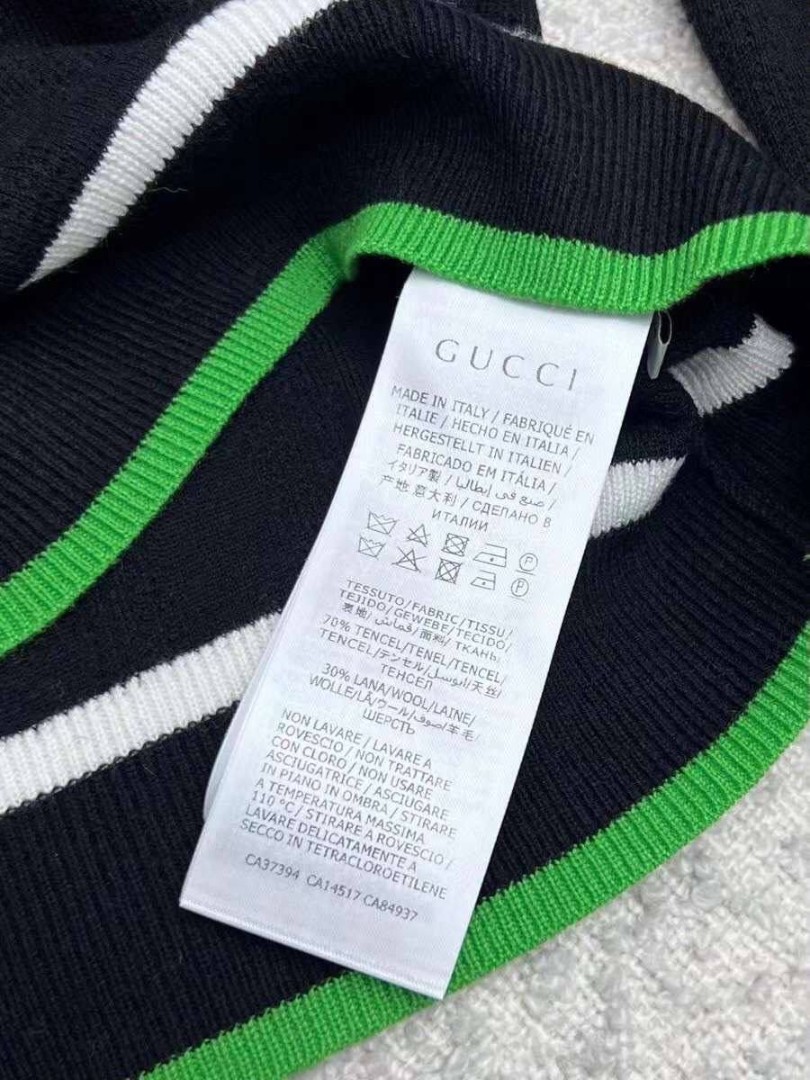 GUCCI
MADE IN ITALY / FABRIQUÉ EN
ITALIE / HECHO EN ITALIA /
HERGESTELLT IN ITALIEN /
FABRICADO EM ITÁLIA /
イタリア製 / صنع في إيطاليا /
产地 意大利 / СДЕЛАНО В
ИТАЛИИ
P
P
TESSUTO/FABRIC/TISSU/
TEJIDO/GEWEBE/TECIDO/
裏地/قماش/面料/ ТКАНЬ
70% TENCEL/TENEL/TENCEL/
TENCEL/テンセル/انوسل/天丝/
ТЕНСЕЛ
30% LANA/WOOL/LAINE/
WOLLE/LÃ/ウール/صوف/羊毛/
ШЕРСТЬ
NON LAVARE / LAVARE A
ROVESCIO / NON TRATTARE
CON CLORO / NON USARE
ASCIUGATRICE / ASCIUGARE
IN PIANO IN OMBRA / STIRARE
A TEMPERATURA MASSIMA
110 °C / STIRARE A ROVESCIO /
LAVARE DELICATAMENTE A
SECCO IN TETRACLOROETILENE
CA37394 CA14517 CA84937